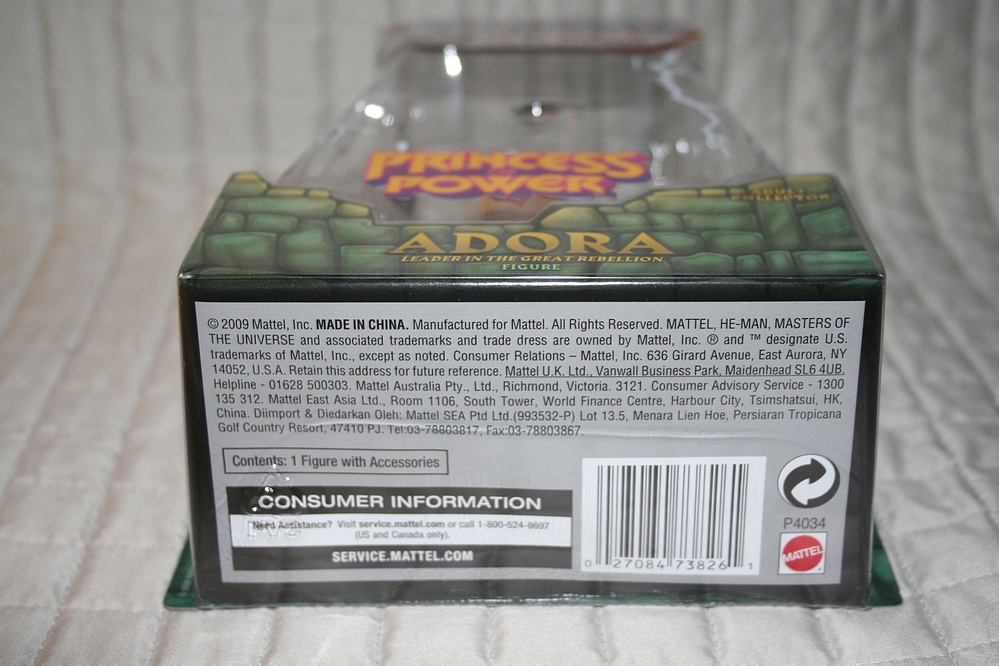 PRINCESS
OF
POWER
ADULT
COLLECTOR
ADORA
LEADER IN THE GREAT REBELLION
FIGURE
© 2009 Mattel, Inc. MADE IN CHINA. Manufactured for Mattel. All Rights Reserved. MATTEL, HE-MAN, MASTERS OF
THE UNIVERSE and associated trademarks and trade dress are owned by Mattel, Inc. ® and ™ designate U.S.
trademarks of Mattel, Inc., except as noted. Consumer Relations – Mattel, Inc. 636 Girard Avenue, East Aurora, NY
14052, U.S.A. Retain this address for future reference. Mattel U.K. Ltd., Vanwall Business Park, Maidenhead SL6 4UB.
Helpline - 01628 500303. Mattel Australia Pty., Ltd., Richmond, Victoria. 3121. Consumer Advisory Service - 1300
135 312. Mattel East Asia Ltd., Room 1106, South Tower, World Finance Centre, Harbour City, Tsimshatsui, HK,
China. Diimport & Diedarkan Oleh: Mattel SEA Ptd Ltd.(993532-P) Lot 13.5, Menara Lien Hoe, Persiaran Tropicana
Golf Country Resort, 47410 PJ. Tel:03-78803817, Fax:03-78803867.
Contents: 1 Figure with Accessories
CONSUMER INFORMATION
Need Assistance? Visit service.mattel.com or call 1-800-524-8697
(US and Canada only).
SERVICE.MATTEL.COM
0 27084 73826 1
P4034
MATTEL